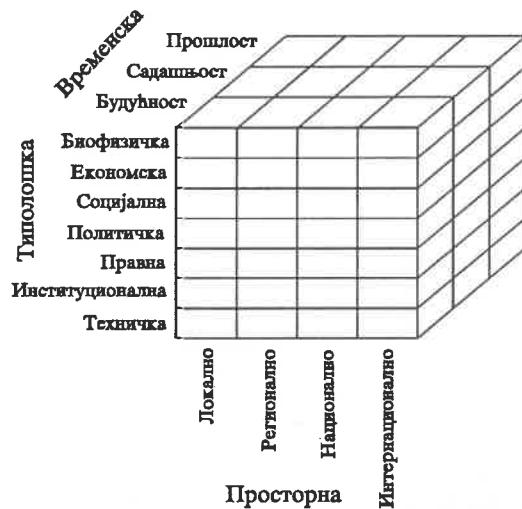 Временска
Прошлост
Садашњост
Будућност
Типолошка
Биофизичка
Економска
Социјална
Политичка
Правна
Институционална
Техничка
Локално
Регионално
Национално
Интернационално
Просторна